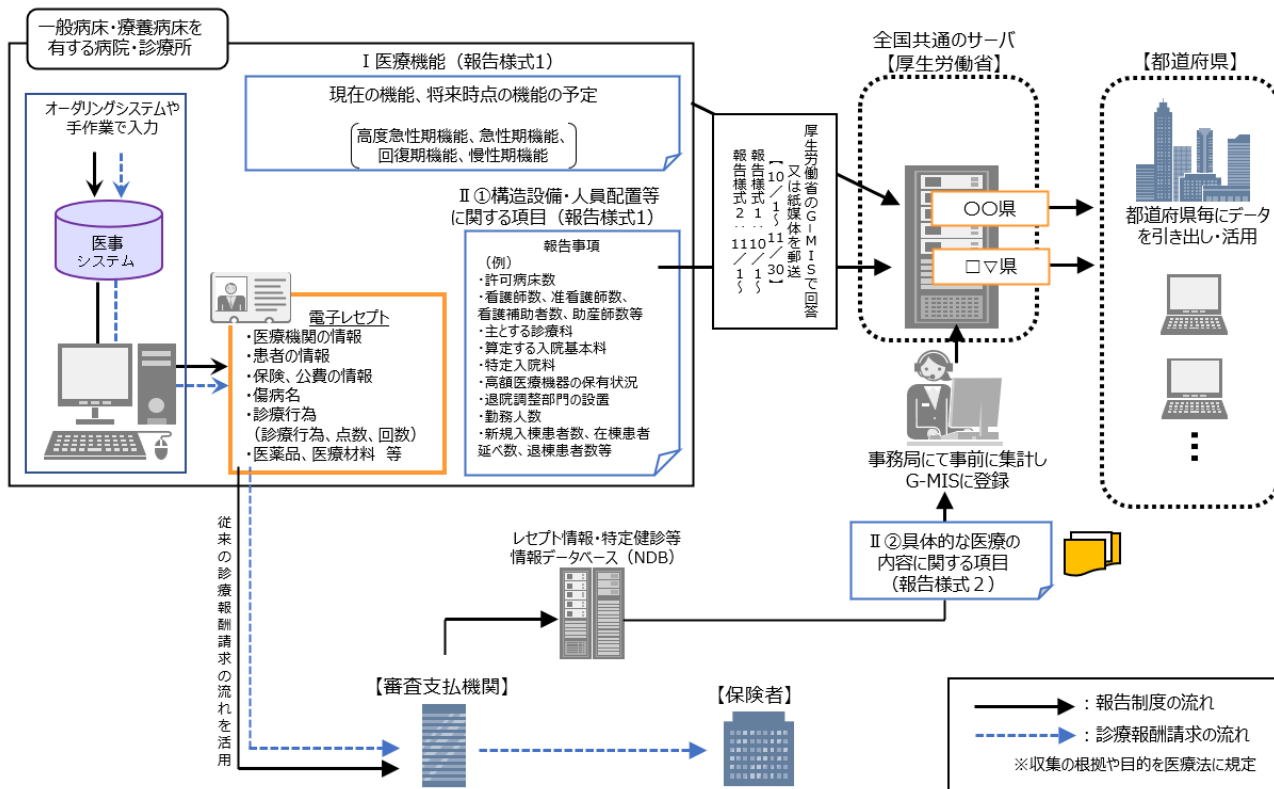 一般病床・療養病床を
有する病院・診療所
オーダリングシステムや
手作業で入力
医事
システム
Ⅰ医療機能（報告様式1）
現在の機能、将来時点の機能の予定
高度急性期機能、急性期機能、
回復期機能、慢性期機能
Ⅱ①構造設備・人員配置等
に関する項目（報告様式1）
報告事項
（例）
・許可病床数
・看護師数、准看護師数、
看護補助者数、助産師数等
・主とする診療科
・算定する入院基本料
・特定入院料
・高額医療機器の保有状況
・退院調整部門の設置
・勤務人数
・新規入棟患者数、在棟患者
延べ数、退棟患者数等
電子レセプト
・医療機関の情報
・患者の情報
・保険、公費の情報
・傷病名
・診療行為
（診療行為、点数、回数）
・医薬品、医療材料 等
厚生労働省のG-MISで回答
又は紙媒体を郵送
【10／1～11／30】
報告様式1：10／1～
報告様式2：11／1～
全国共通のサーバ
【厚生労働省】
〇〇県
□▽県
【都道府県】
都道府県毎にデータ
を引き出し・活用
事務局にて事前に集計し
G-MISに登録
Ⅱ②具体的な医療の
内容に関する項目
（報告様式２）
レセプト情報・特定健診等
情報データベース（NDB）
従来の診療報酬請求の流れを活用
【審査支払機関】
【保険者】
：報告制度の流れ
：診療報酬請求の流れ
※収集の根拠や目的を医療法に規定